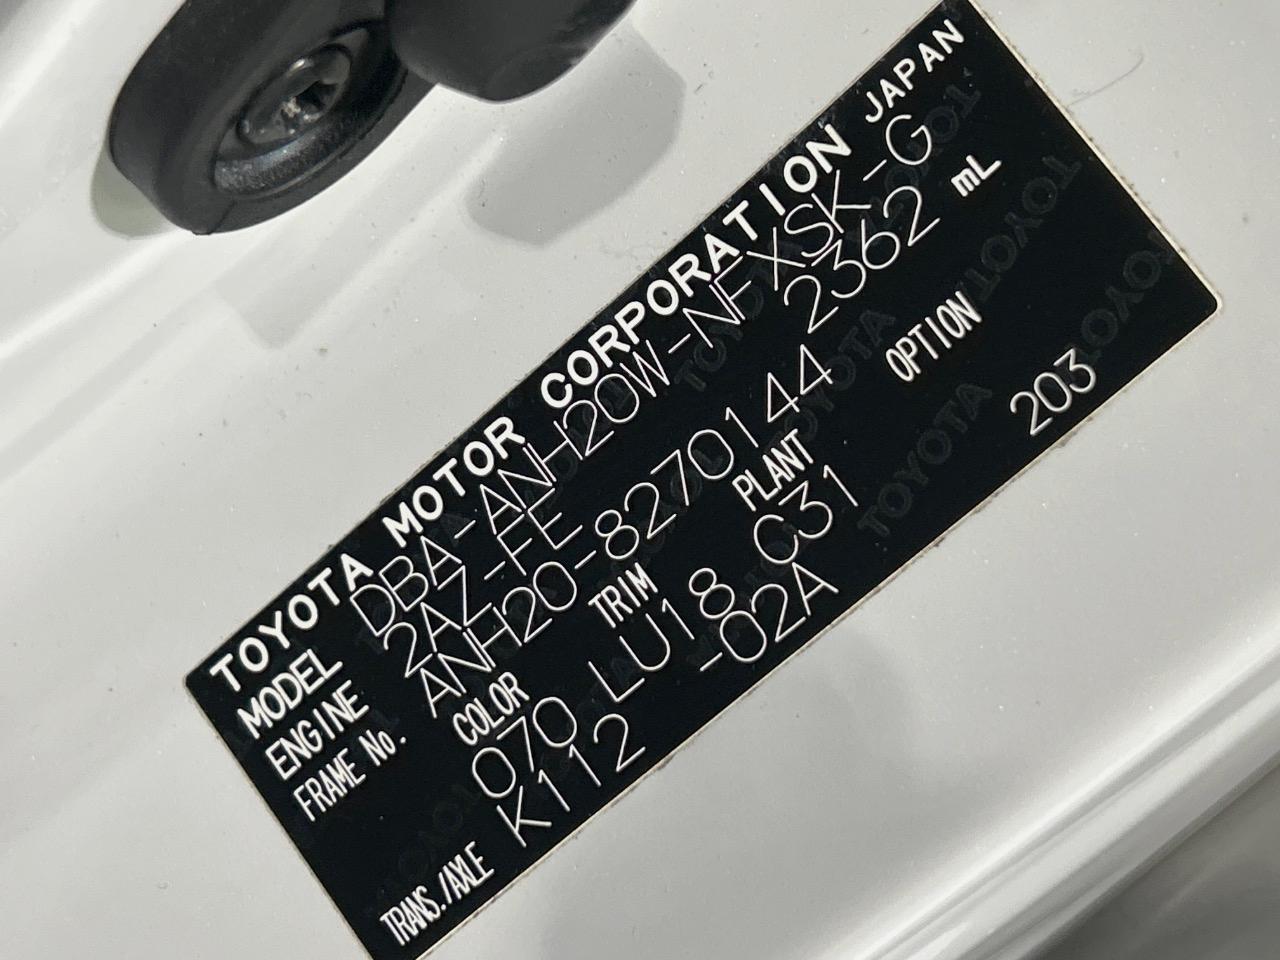 TOYOTA MOTOR CORPORATION JAPAN
MODEL DBA-ANH20W-NFXSK-G
ENGINE 2AZ-FE 2362 mL
FRAME No. ANH20-8270144
COLOR TRIM PLANT OPTION
070 LU18 C31 203
TRANS./AXLE K112 -02A